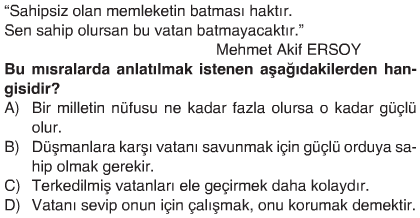 “Sahipsiz olan memleketin batması haktır.
Sen sahip olursan bu vatan batmayacaktır.”
Mehmet Akif ERSOY
Bu mısralarda anlatılmak istenen aşağıdakilerden han-
gisidir?
A) Bir milletin nüfusu ne kadar fazla olursa o kadar güçlü
olur.
B) Düşmanlara karşı vatanı savunmak için güçlü orduya sa-
hip olmak gerekir.
C) Terkedilmiş vatanları ele geçirmek daha kolaydır.
D) Vatanı sevip onun için çalışmak, onu korumak demektir.